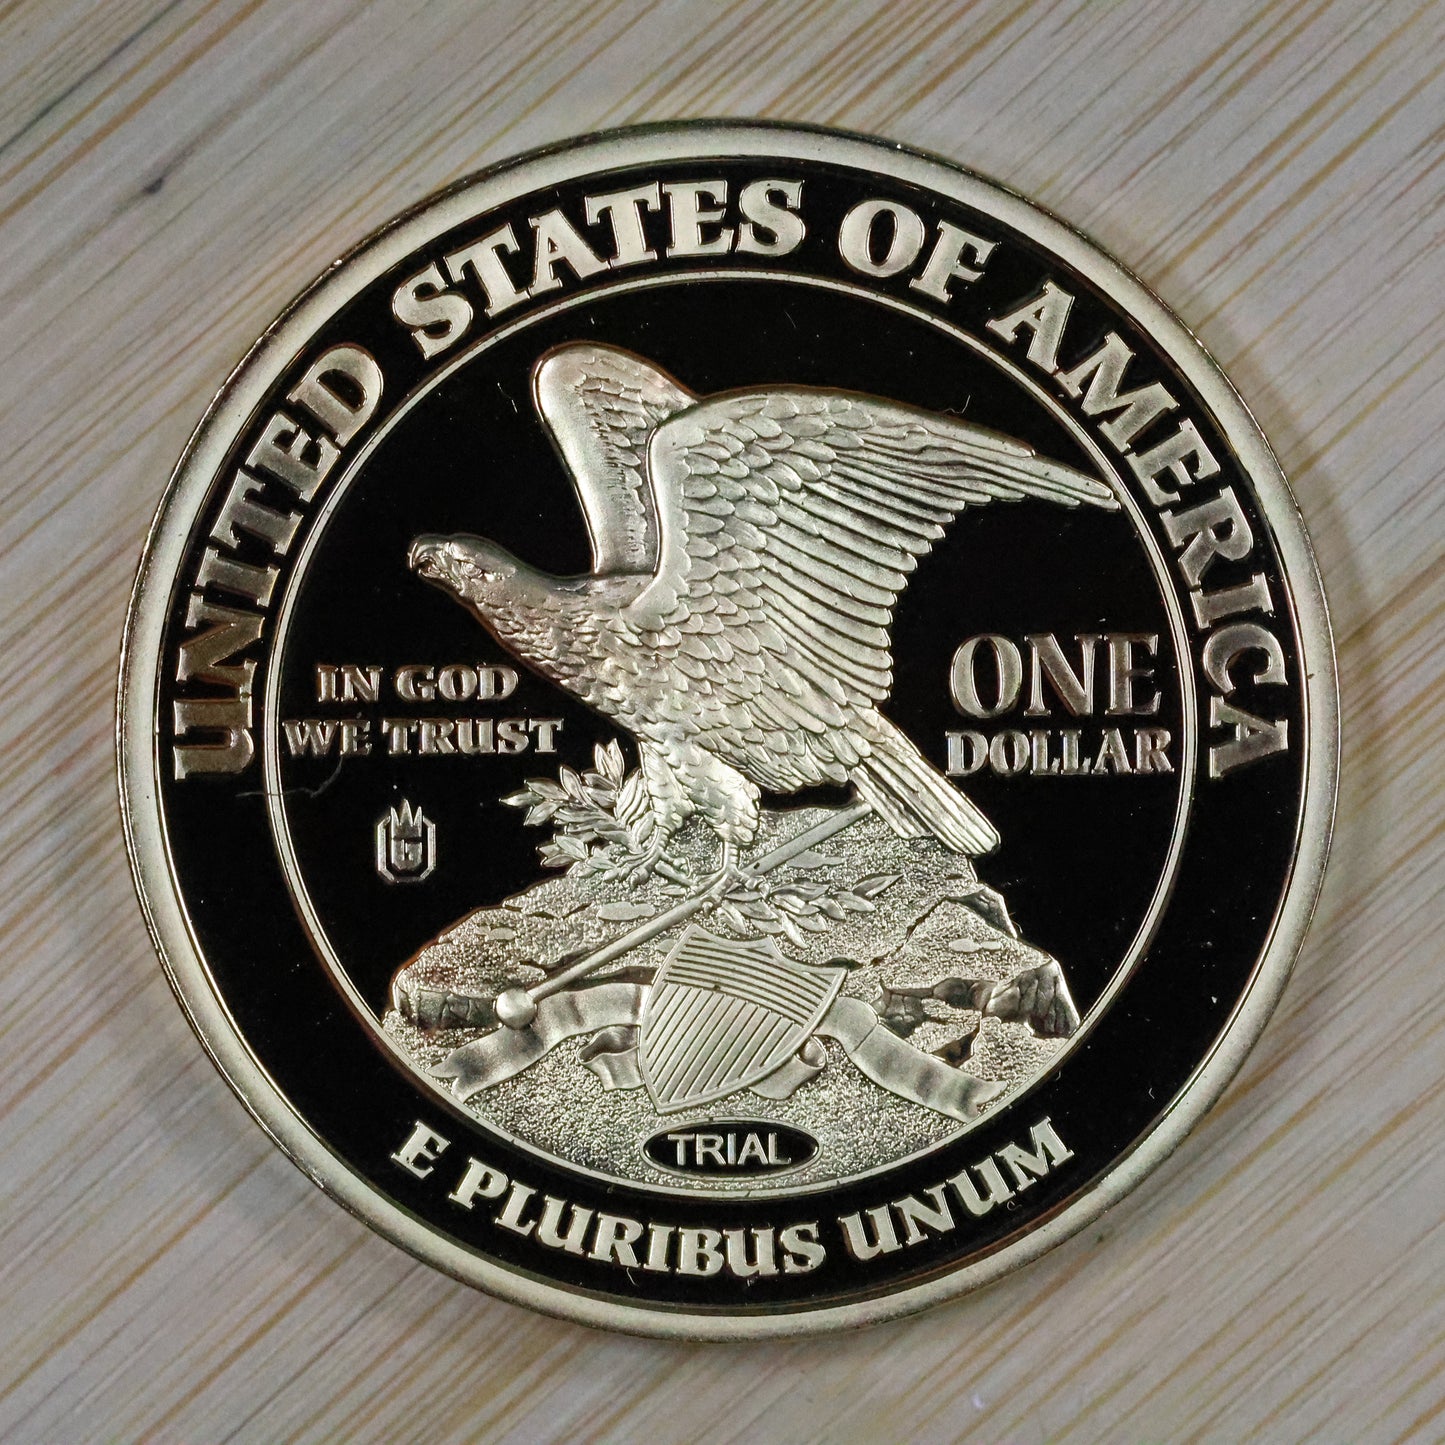 UNITED STATES OF AMERICA
IN GOD
WE TRUST
ONE
DOLLAR
TRIAL
E PLURIBUS UNUM